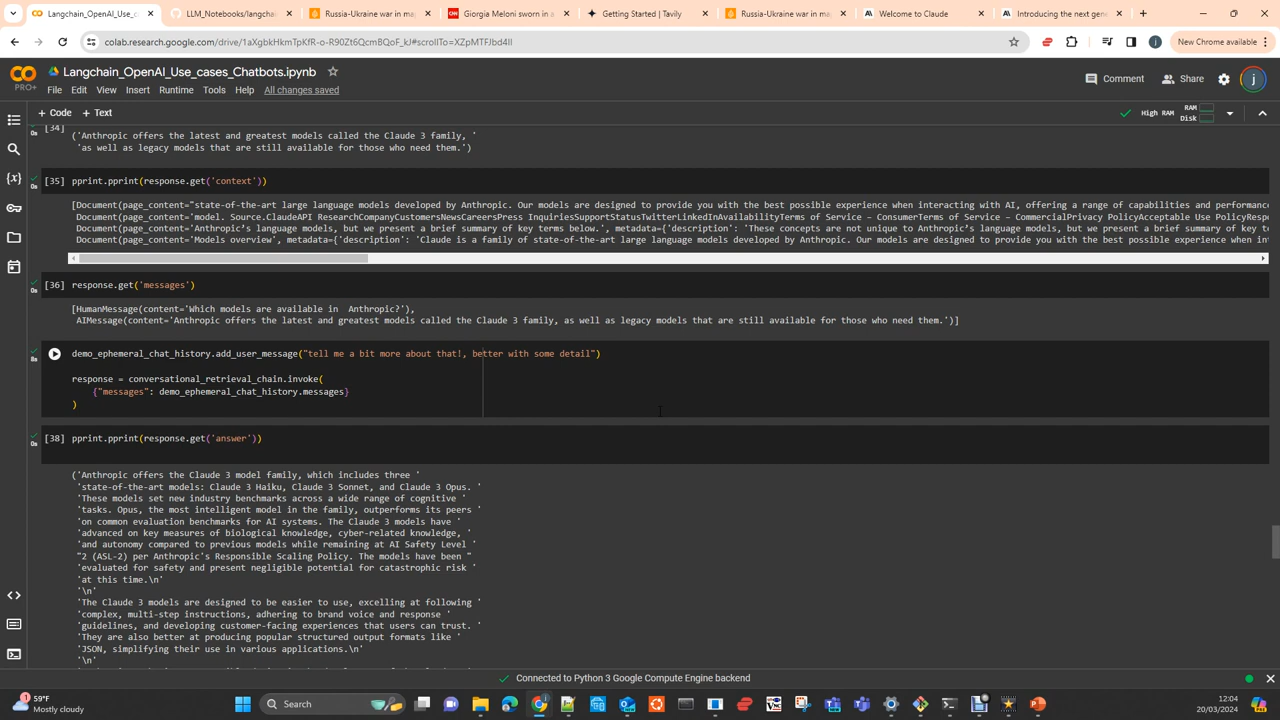 Langchain_OpenAI_Use_cases_Ch
LLM_Notebooks/langchain
Russia-Ukraine war in ma
Giorgia Meloni sworn in a
Getting Started | Tavily
Russia-Ukraine war in ma
Welcome to Claude
Introducing the next gene
colab.research.google.com/drive/1aXgbkHkmTpKfR-o-R90Zt6QcmBQoF_kJ#scrollTo=XZpMTFJbd4II
New Chrome available
Langchain_OpenAI_Use_cases_Chatbots.ipynb
PRO+
File Edit View Insert Runtime Tools Help All changes saved
Comment
Share
j
+ Code + Text
High RAM
RAM
Disk
[34]
0s
('Anthropic offers the latest and greatest models called the Claude 3 family, '
'as well as legacy models that are still available for those who need them.')
[35] pprint.pprint(response.get('context'))
0s
[Document(page_content="state-of-the-art large language models developed by Anthropic. Our models are designed to provide you with the best possible experience when interacting with AI, offering a range of capabilities and performanc
Document(page_content='model. Source.ClaudeAPI ResearchCompanyCustomersNewsCareersPress InquiriesSupportStatusTwitterLinkedInAvailabilityTerms of Service – ConsumerTerms of Service – CommercialPrivacy PolicyAcceptable Use PolicyRespo
Document(page_content='Anthropic’s language models, but we present a brief summary of key terms below.', metadata={'description': 'These concepts are not unique to Anthropic’s language models, but we present a brief summary of key te
Document(page_content='Models overview', metadata={'description': 'Claude is a family of state-of-the-art large language models developed by Anthropic. Our models are designed to provide you with the best possible experience when int
[36] response.get('messages')
0s
[HumanMessage(content='Which models are available in  Anthropic?'),
AIMessage(content='Anthropic offers the latest and greatest models called the Claude 3 family, as well as legacy models that are still available for those who need them.')]
demo_ephemeral_chat_history.add_user_message("tell me a bit more about that!, better with some detail")
8s
response = conversational_retrieval_chain.invoke(
{"messages": demo_ephemeral_chat_history.messages}
)
[38] pprint.pprint(response.get('answer'))
0s
('Anthropic offers the Claude 3 model family, which includes three '
'state-of-the-art models: Claude 3 Haiku, Claude 3 Sonnet, and Claude 3 Opus. '
'These models set new industry benchmarks across a wide range of cognitive '
'tasks. Opus, the most intelligent model in the family, outperforms its peers '
'on common evaluation benchmarks for AI systems. The Claude 3 models have '
'advanced on key measures of biological knowledge, cyber-related knowledge, '
'and autonomy compared to previous models while remaining at AI Safety Level '
"2 (ASL-2) per Anthropic's Responsible Scaling Policy. The models have been "
'evaluated for safety and present negligible potential for catastrophic risk '
'at this time.\n'
'\n'
'The Claude 3 models are designed to be easier to use, excelling at following '
'complex, multi-step instructions, adhering to brand voice and response '
'guidelines, and developing customer-facing experiences that users can trust. '
'They are also better at producing popular structured output formats like '
'JSON, simplifying their use in various applications.\n'
'\n'
Connected to Python 3 Google Compute Engine backend
59°F
Mostly cloudy
Search
12:04
20/03/2024